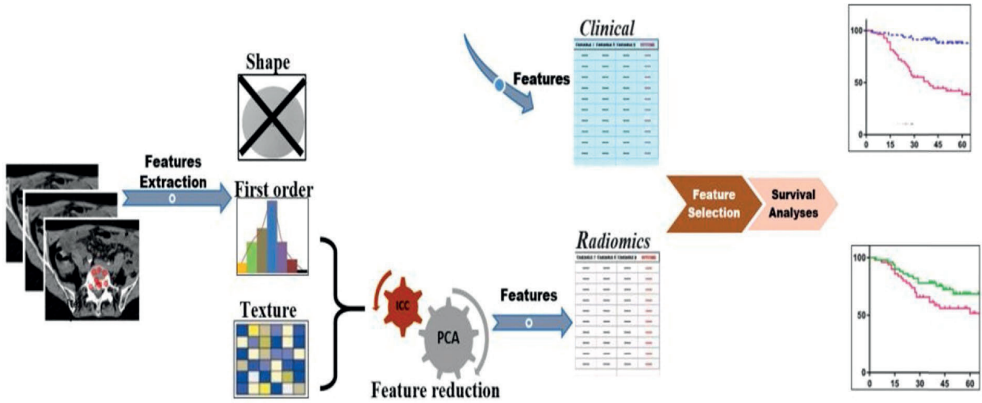 Shape
Features
Extraction
First order
Texture
ICC
PCA
Feature reduction
Clinical
Features
Radiomics
Features
Feature
Selection
Survival
Analyses
100
50
0
0 15 30 45 60
100
50
0
0 15 30 45 60